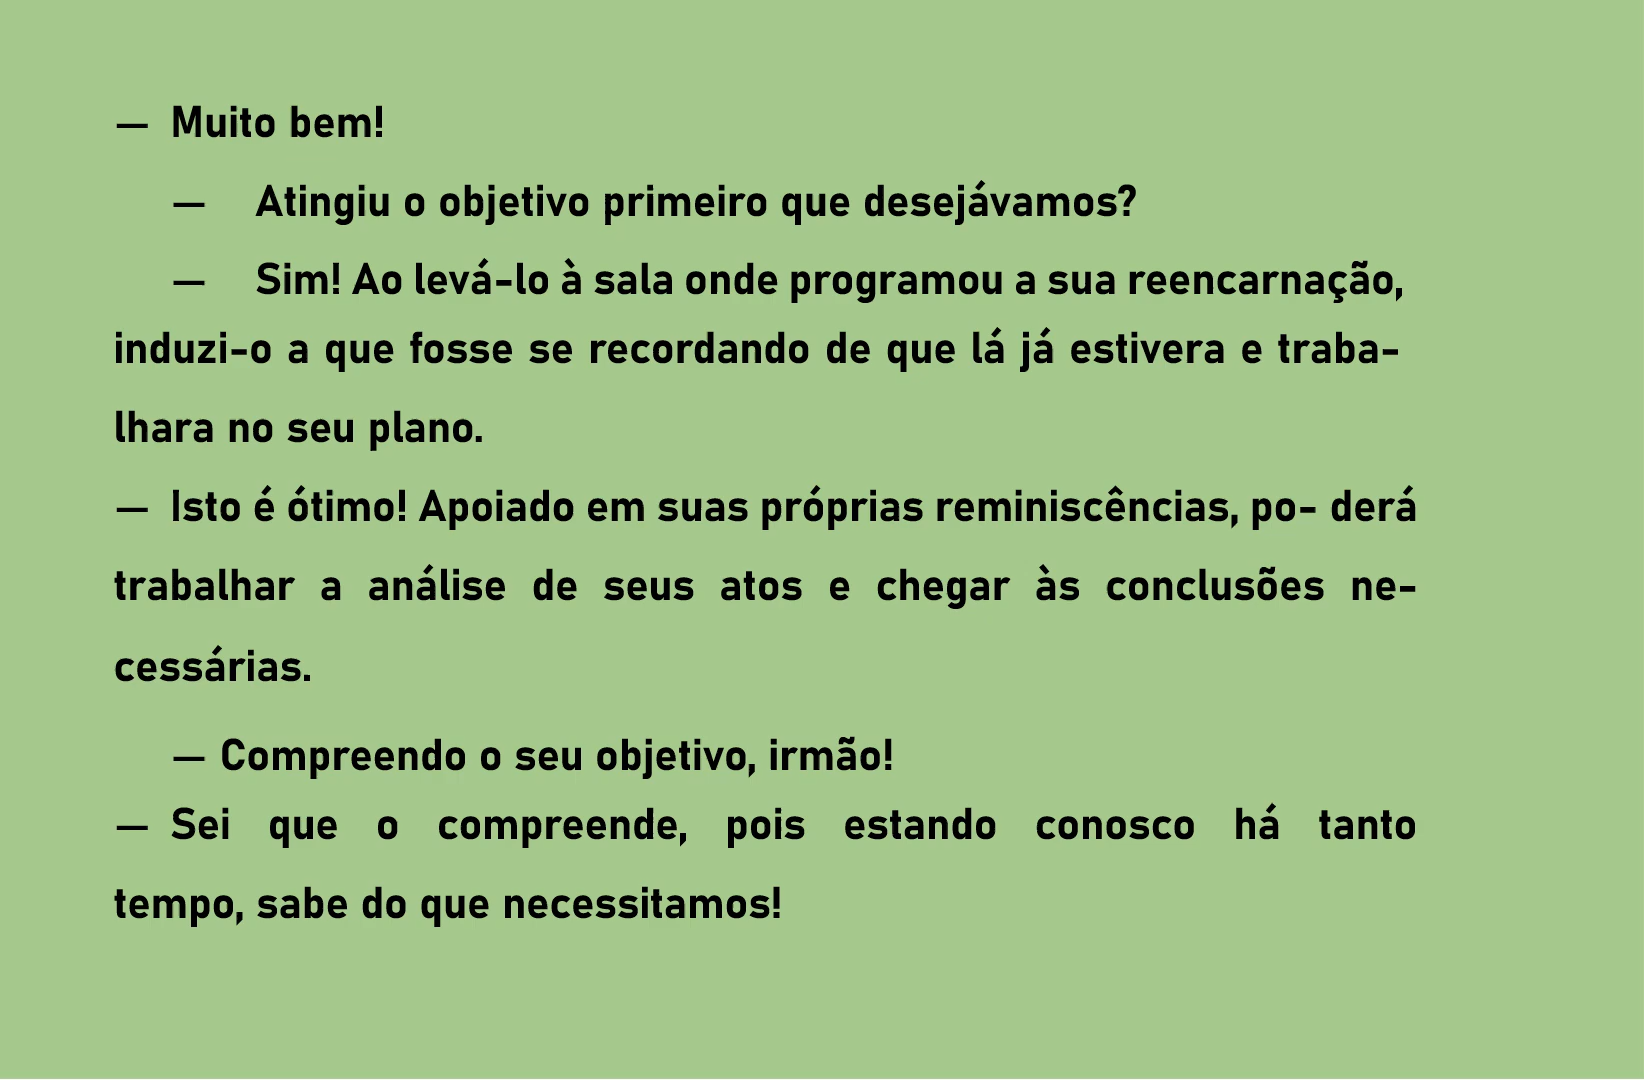 — Muito bem!
— Atingiu o objetivo primeiro que desejávamos?
— Sim! Ao levá-lo à sala onde programou a sua reencarnação,
induzi-o a que fosse se recordando de que lá já estivera e traba-
lhara no seu plano.
— Isto é ótimo! Apoiado em suas próprias reminiscências, po- derá
trabalhar a análise de seus atos e chegar às conclusões ne-
cessárias.
— Compreendo o seu objetivo, irmão!
— Sei que o compreende, pois estando conosco há tanto
tempo, sabe do que necessitamos!